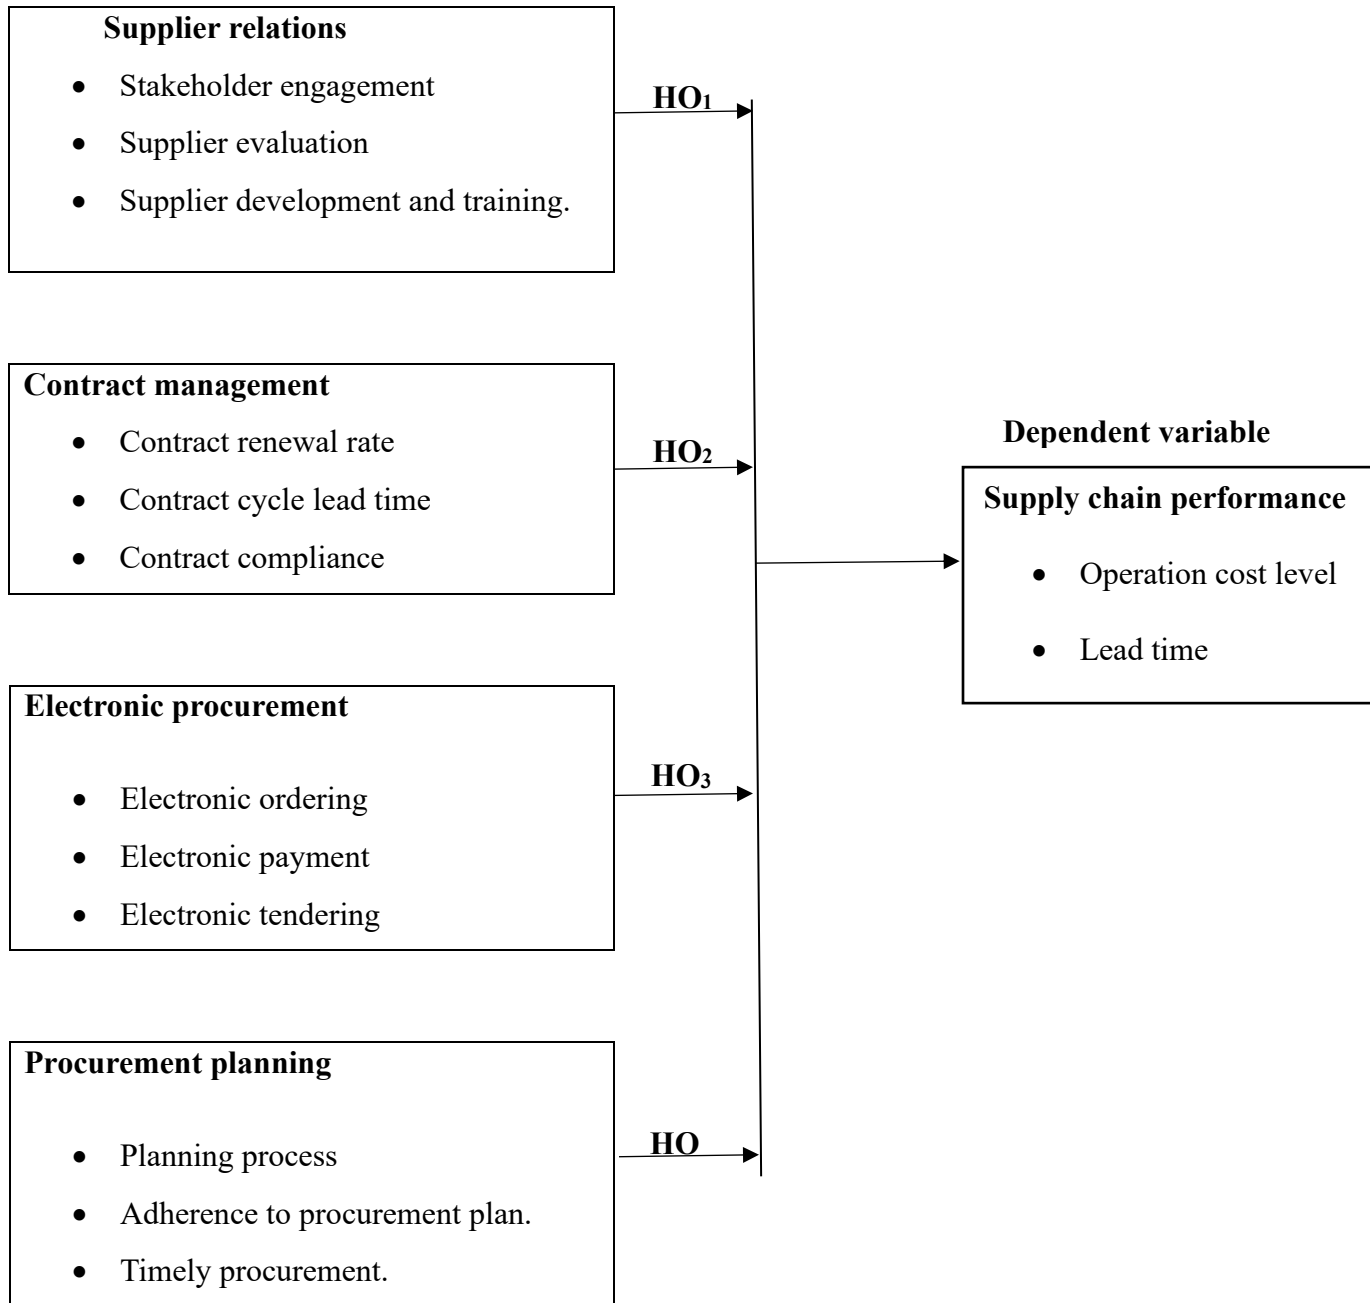 Supplier relations
• Stakeholder engagement
• Supplier evaluation
• Supplier development and training.
HO₁
Contract management
• Contract renewal rate
• Contract cycle lead time
• Contract compliance
HO₂
Electronic procurement
• Electronic ordering
• Electronic payment
• Electronic tendering
HO₃
Procurement planning
• Planning process
• Adherence to procurement plan.
• Timely procurement.
HO
Dependent variable
Supply chain performance
• Operation cost level
• Lead time